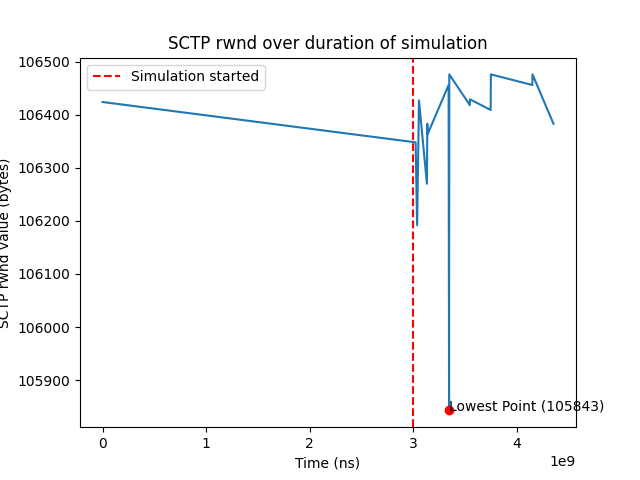 SCTP rwnd over duration of simulation
Simulation started
106500
106400
106300
106200
106100
106000
105900
SCTP rwnd value (bytes)
Lowest Point (105843)
0
1
2
3
4
1e9
Time (ns)